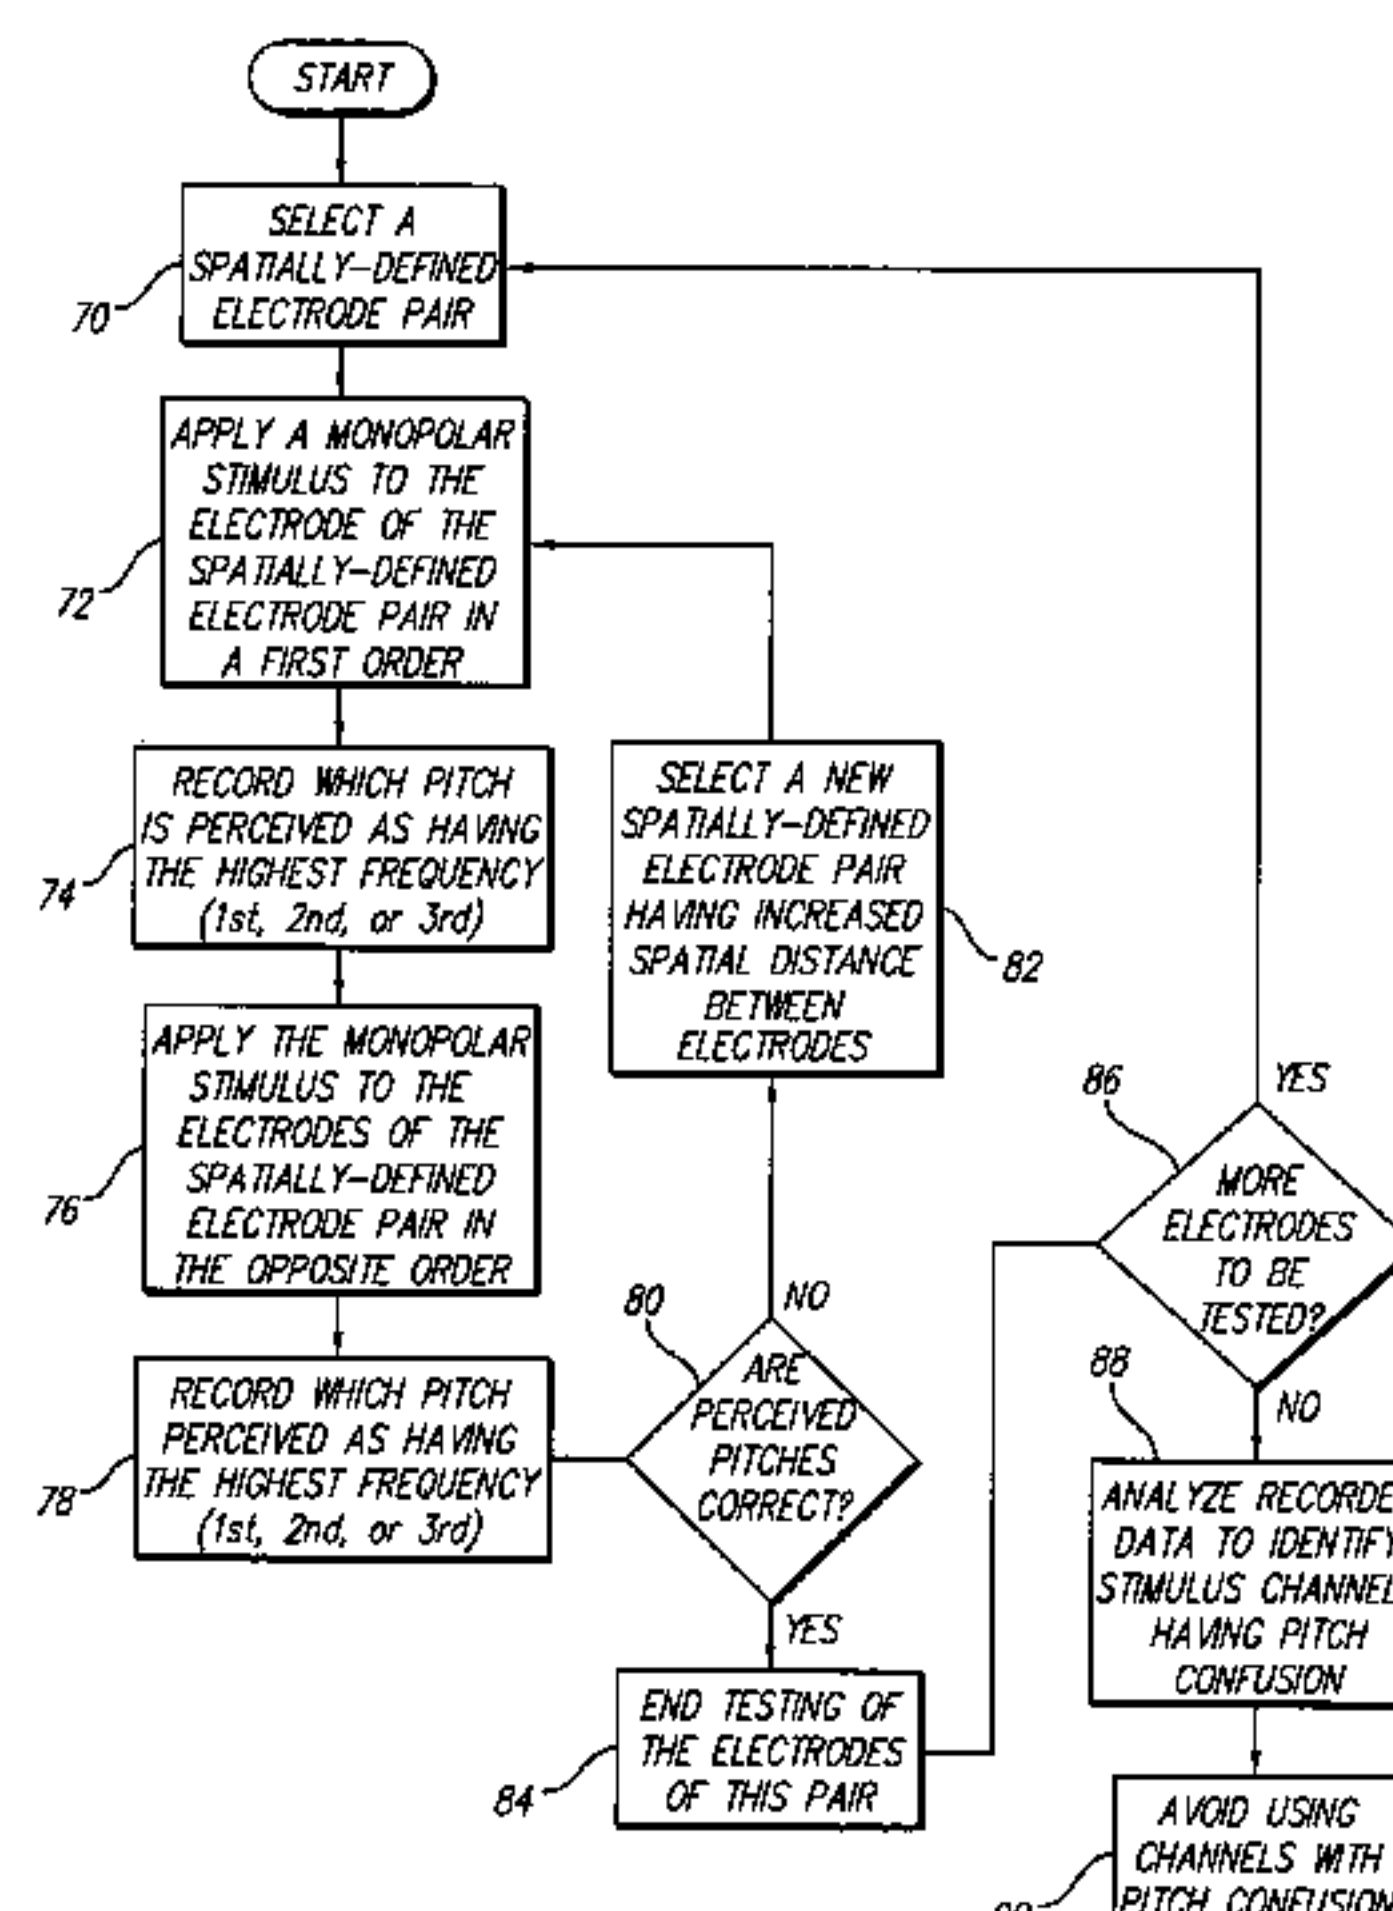 START
SELECT A
SPATIALLY-DEFINED
ELECTRODE PAIR
70
APPLY A MONOPOLAR
STIMULUS TO THE
ELECTRODE OF THE
SPATIALLY-DEFINED
ELECTRODE PAIR IN
A FIRST ORDER
72
RECORD WHICH PITCH
IS PERCEIVED AS HAVING
THE HIGHEST FREQUENCY
(1st, 2nd, or 3rd)
74
APPLY THE MONOPOLAR
STIMULUS TO THE
ELECTRODES OF THE
SPATIALLY-DEFINED
ELECTRODE PAIR IN
THE OPPOSITE ORDER
76
RECORD WHICH PITCH
PERCEIVED AS HAVING
THE HIGHEST FREQUENCY
(1st, 2nd, or 3rd)
78
80
ARE
PERCEIVED
PITCHES
CORRECT?
NO
SELECT A NEW
SPATIALLY-DEFINED
ELECTRODE PAIR
HAVING INCREASED
SPATIAL DISTANCE
BETWEEN
ELECTRODES
82
YES
END TESTING OF
THE ELECTRODES
OF THIS PAIR
84
86
YES
MORE
ELECTRODES
TO BE
TESTED?
NO
88
ANALYZE RECORDE
DATA TO IDENTIFY
STIMULUS CHANNEL
HAVING PITCH
CONFUSION
AVOID USING
CHANNELS WITH
PITCH CONFUSION